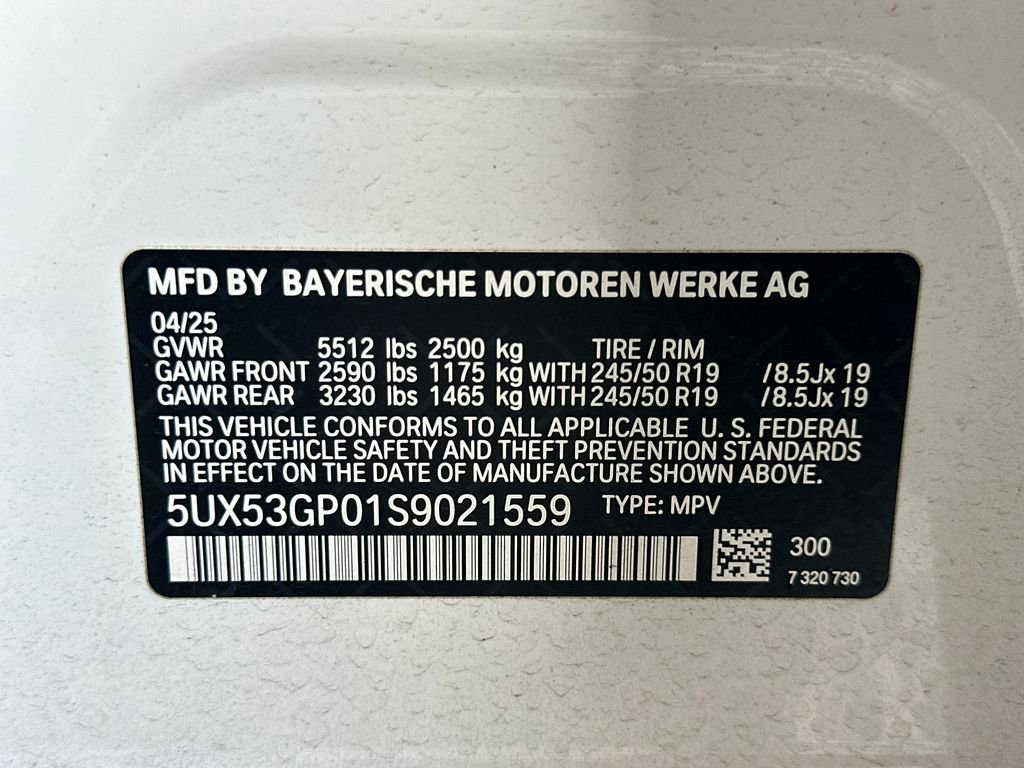 MFD BY BAYERISCHE MOTOREN WERKE AG
04/25
GVWR 5512 lbs 2500 kg TIRE / RIM
GAWR FRONT 2590 lbs 1175 kg WITH 245/50 R19 /8.5Jx 19
GAWR REAR 3230 lbs 1465 kg WITH 245/50 R19 /8.5Jx 19
THIS VEHICLE CONFORMS TO ALL APPLICABLE U. S. FEDERAL
MOTOR VEHICLE SAFETY AND THEFT PREVENTION STANDARDS
IN EFFECT ON THE DATE OF MANUFACTURE SHOWN ABOVE.
5UX53GP01S9021559 TYPE: MPV
300
7 320 730